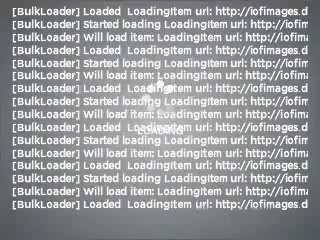 [BulkLoader] Loaded LoadingItem url: http://iofimages.d
[BulkLoader] Started loading LoadingItem url: http://iofim
[BulkLoader] Will load item: LoadingItem url: http://iofima
[BulkLoader] Loaded LoadingItem url: http://iofimages.d
[BulkLoader] Started loading LoadingItem url: http://iofim
[BulkLoader] Will load item: LoadingItem url: http://iofima
[BulkLoader] Loaded LoadingItem url: http://iofimages.d
[BulkLoader] Started loading LoadingItem url: http://iofim
[BulkLoader] Will load item: LoadingItem url: http://iofima
[BulkLoader] Loaded LoadingItem url: http://iofimages.d
LOADING
[BulkLoader] Started loading LoadingItem url: http://iofim
[BulkLoader] Will load item: LoadingItem url: http://iofima
[BulkLoader] Loaded LoadingItem url: http://iofimages.d
[BulkLoader] Started loading LoadingItem url: http://iofim
[BulkLoader] Will load item: LoadingItem url: http://iofima
[BulkLoader] Loaded LoadingItem url: http://iofimages.d